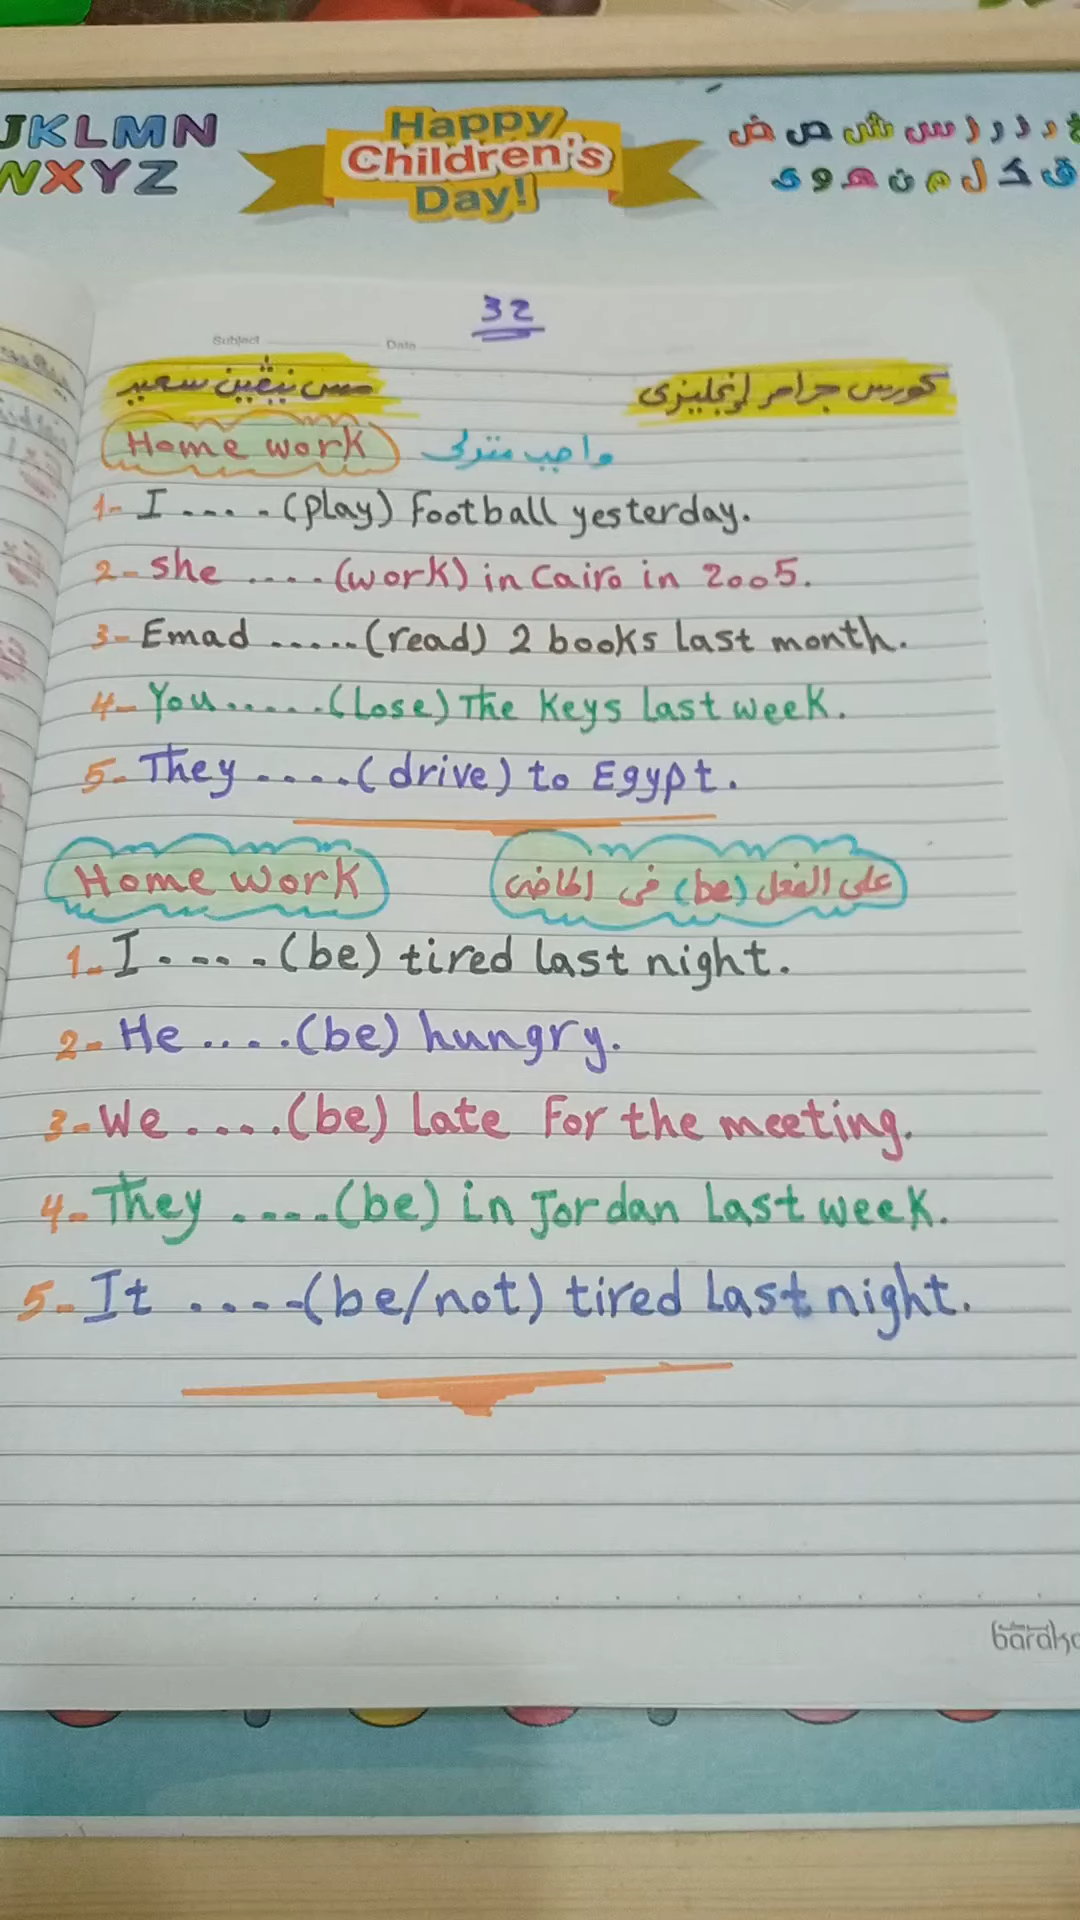 JKLMN
WXYZ
Happy
Children's
Day!
ر ز س ش ص ض
ق ك ل م ن هـ و ى
32
Subject
Date
كورس جرامر إنجليزى
مس نيڤين سعيد
Home work
واجب منزلى
1- I .... (play) Football yesterday.
2- She .... (work) in Cairo in 2005.
3- Emad ..... (read) 2 books last month.
4- You ..... (Lose) The Keys last week.
5- They .... (drive) to Egypt.
Home work
على الفعل (be) فى الماضى
1- I .... (be) tired last night.
2- He .... (be) hungry.
3- We .... (be) late For the meeting.
4- They .... (be) in Jordan last week.
5- It .... (be/not) tired last night.